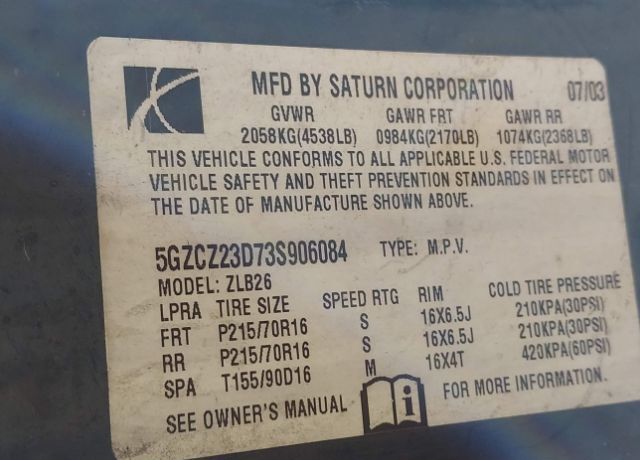 MFD BY SATURN CORPORATION 07/03
GVWR GAWR FRT GAWR RR
2058KG(4538LB) 0984KG(2170LB) 1074KG(2368LB)
THIS VEHICLE CONFORMS TO ALL APPLICABLE U.S. FEDERAL MOTOR
VEHICLE SAFETY AND THEFT PREVENTION STANDARDS IN EFFECT ON
THE DATE OF MANUFACTURE SHOWN ABOVE.
5GZCZ23D73S906084 TYPE: M.P.V.
MODEL: ZLB26
LPRA TIRE SIZE SPEED RTG RIM COLD TIRE PRESSURE
FRT P215/70R16 S 16X6.5J 210KPA(30PSI)
RR P215/70R16 S 16X6.5J 210KPA(30PSI)
SPA T155/90D16 M 16X4T 420KPA(60PSI)
SEE OWNER'S MANUAL i FOR MORE INFORMATION.